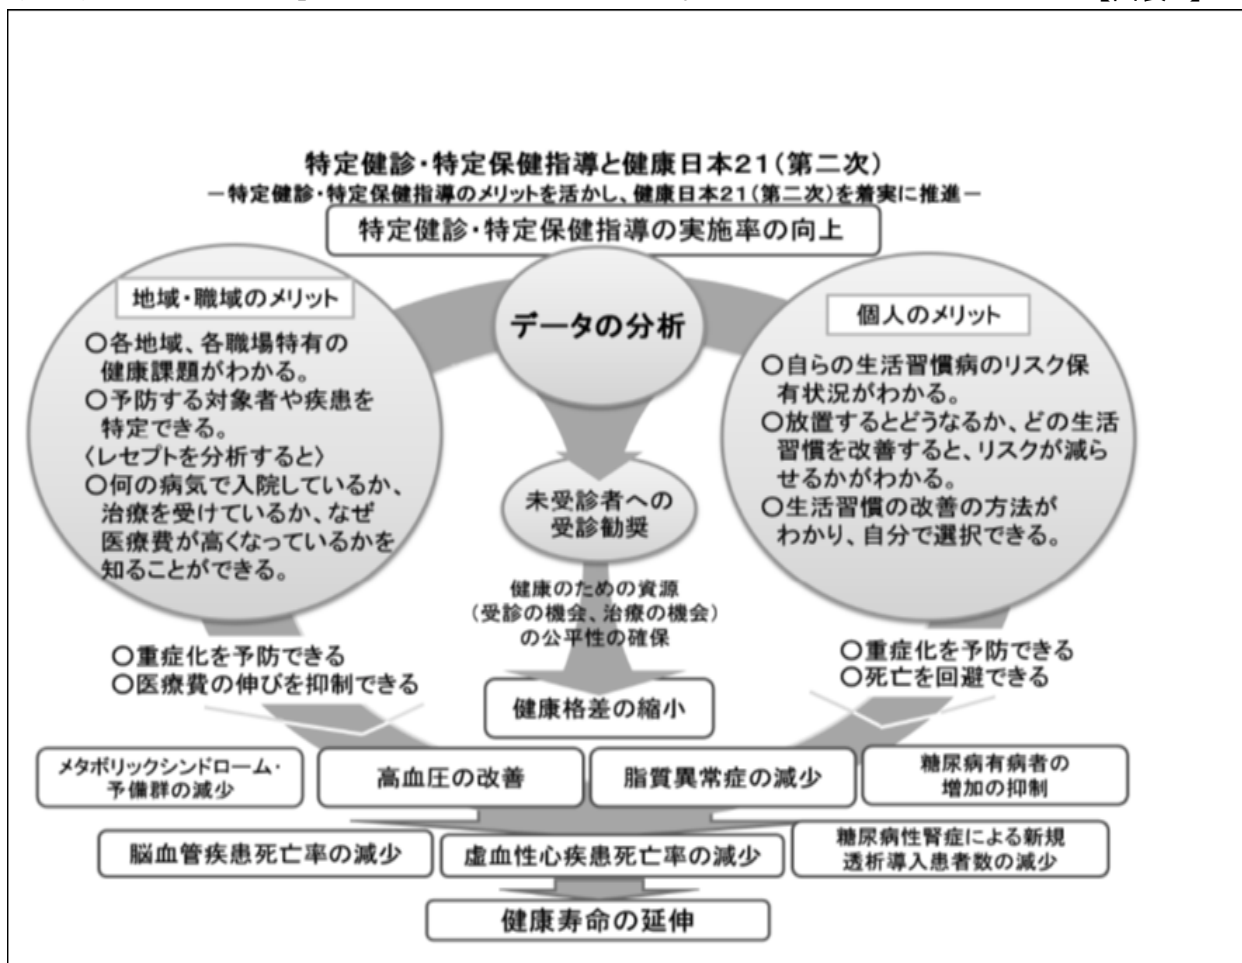 特定健診・特定保健指導と健康日本21(第二次)
－特定健診・特定保健指導のメリットを活かし、健康日本21(第二次)を着実に推進－
特定健診・特定保健指導の実施率の向上
地域・職域のメリット
〇各地域、各職場特有の
健康課題がわかる。
〇予防する対象者や疾患を
特定できる。
〈レセプトを分析すると〉
〇何の病気で入院しているか、
治療を受けているか、なぜ
医療費が高くなっているかを
知ることができる。
〇重症化を予防できる
〇医療費の伸びを抑制できる
データの分析
未受診者への
受診勧奨
健康のための資源
(受診の機会、治療の機会)
の公平性の確保
健康格差の縮小
個人のメリット
〇自らの生活習慣病のリスク保
有状況がわかる。
〇放置するとどうなるか、どの生活
習慣を改善すると、リスクが減ら
せるかがわかる。
〇生活習慣の改善の方法が
わかり、自分で選択できる。
〇重症化を予防できる
〇死亡を回避できる
メタボリックシンドローム・
予備群の減少
高血圧の改善
脂質異常症の減少
糖尿病有病者の
増加の抑制
脳血管疾患死亡率の減少
虚血性心疾患死亡率の減少
糖尿病性腎症による新規
透析導入患者数の減少
健康寿命の延伸